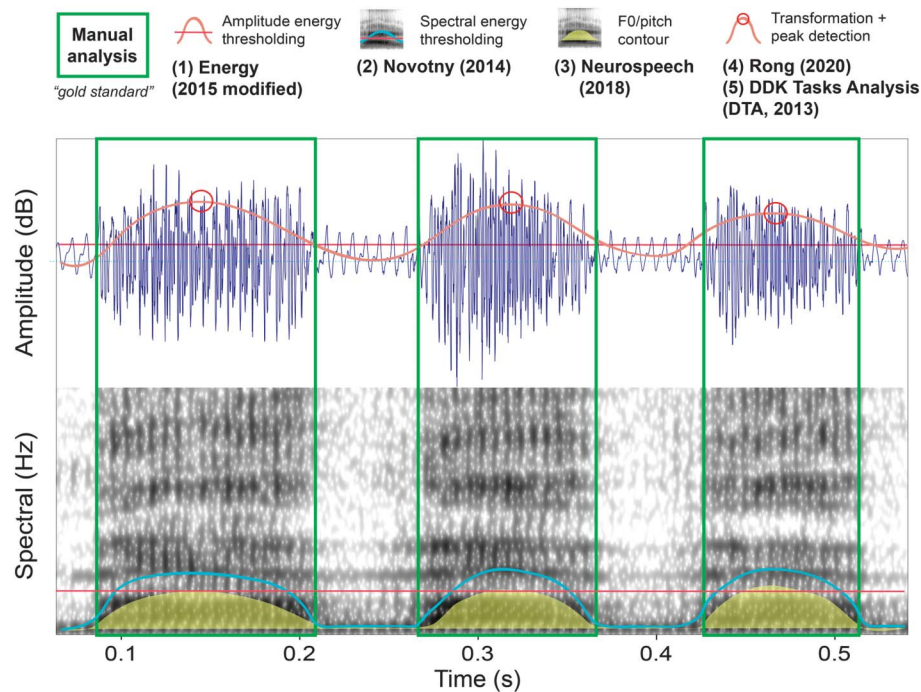 Manual
analysis
"gold standard"
Amplitude energy
thresholding
(1) Energy
(2015 modified)
Spectral energy
thresholding
(2) Novotny (2014)
F0/pitch
contour
(3) Neurospeech
(2018)
Transformation +
peak detection
(4) Rong (2020)
(5) DDK Tasks Analysis
(DTA, 2013)
Amplitude (dB)
Spectral (Hz)
0.1 0.2 0.3 0.4 0.5
Time (s)